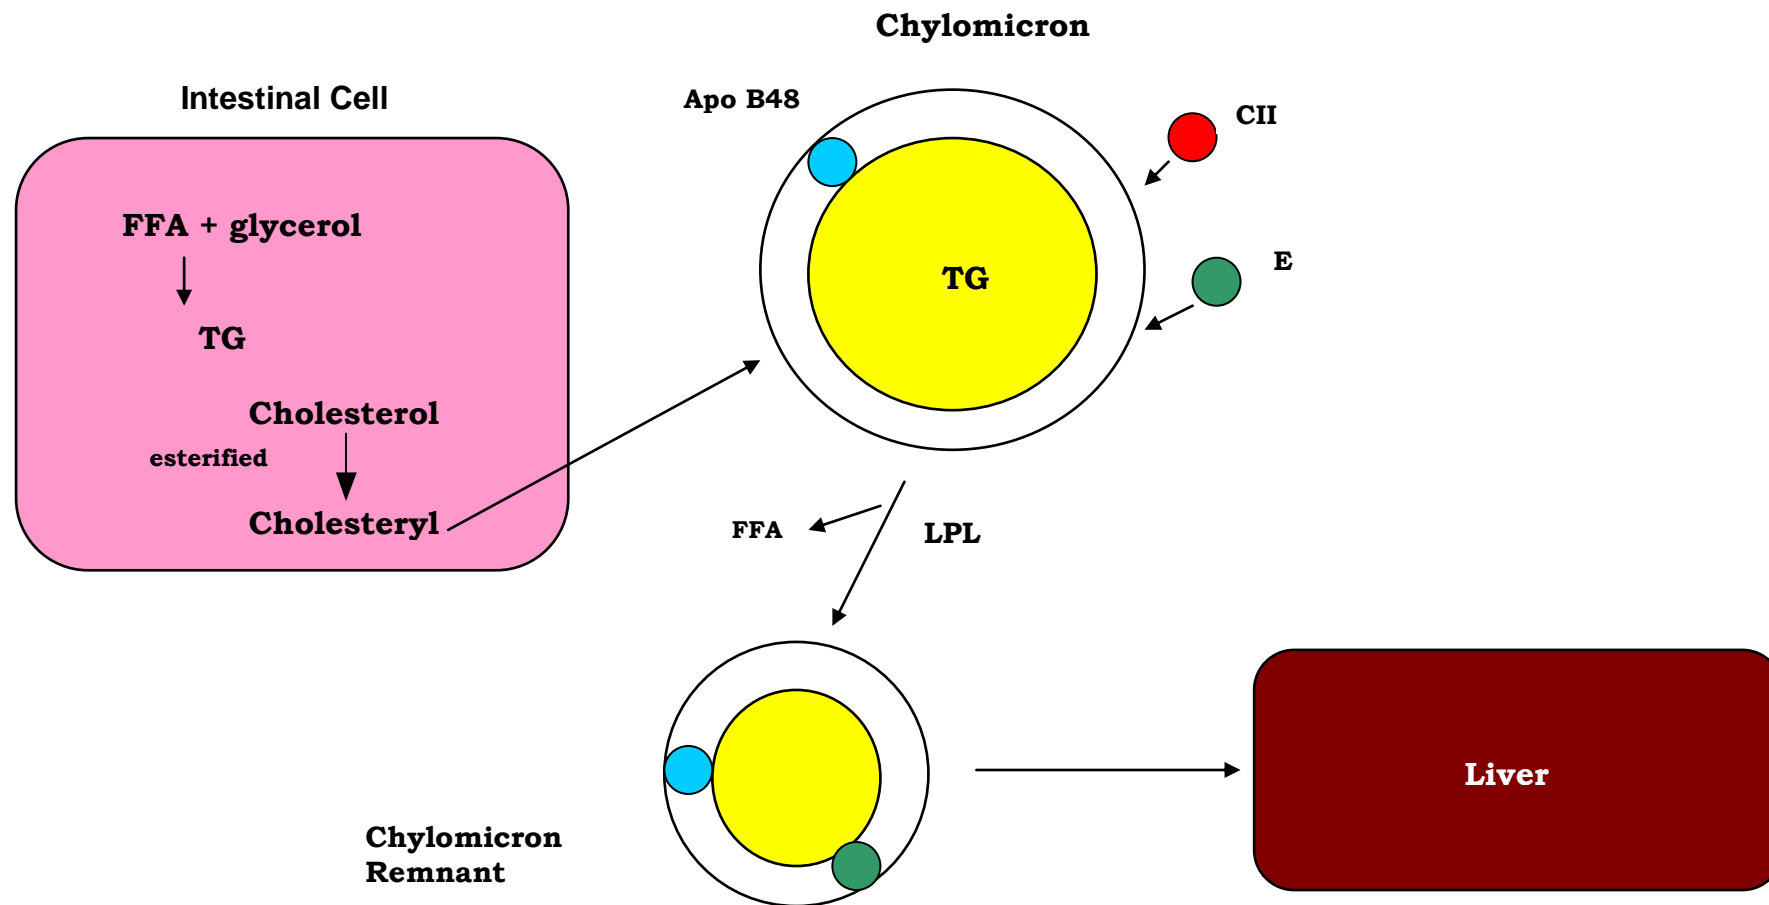 Chylomicron
Intestinal Cell
Apo B48
CII
FFA + glycerol
E
TG
TG
Cholesterol
esterified
Cholesteryl
FFA
LPL
Liver
Chylomicron
Remnant